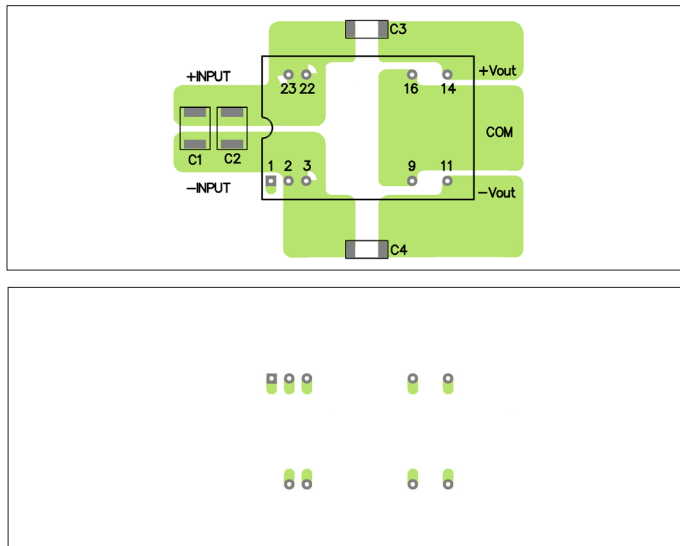 C3
+INPUT
+Vout
23 22 16 14
COM
C1 C2
1 2 3 9 11
−INPUT
−Vout
C4